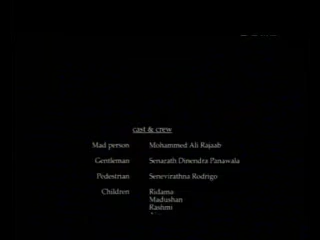 cast & crew
Mad person Mohammed Ali Rajaab
Gentleman Senarath Dinendra Panawala
Pedestrian Senevirathna Rodrigo
Children Ridama
Madushan
Rashmi